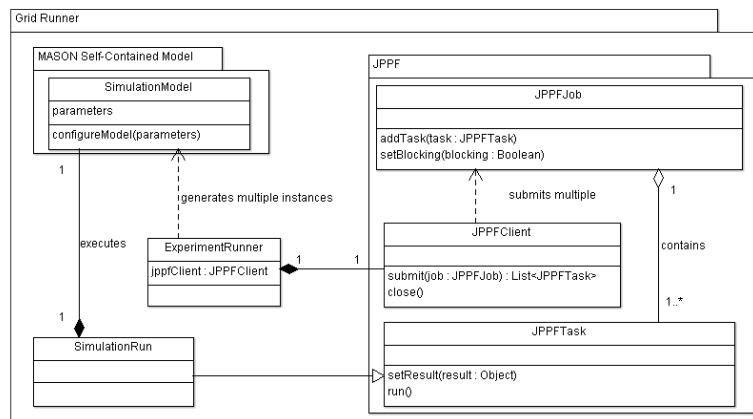 Grid Runner
MASON Self-Contained Model
SimulationModel
parameters
configureModel(parameters)
JPPF
JPPFJob
addTask(task : JPPFTask)
setBlocking(blocking : Boolean)
1
generates multiple instances
submits multiple
1
executes
ExperimentRunner
jppfClient : JPPFClient
1
1
JPPFClient
submit(job : JPPFJob) : List<JPPFTask>
close()
contains
1
1..*
SimulationRun
JPPFTask
setResult(result : Object)
run()